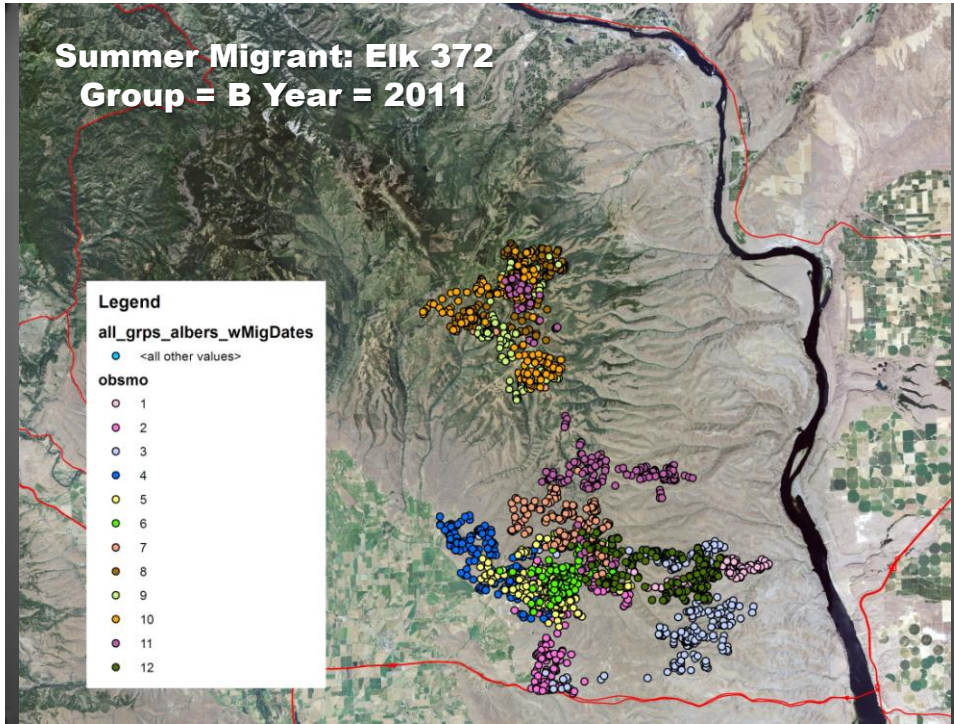 Summer Migrant: Elk 372
Group = B Year = 2011
Legend
all_grps_albers_wMigDates
<all other values>
obsmo
1
2
3
4
5
6
7
8
9
10
11
12